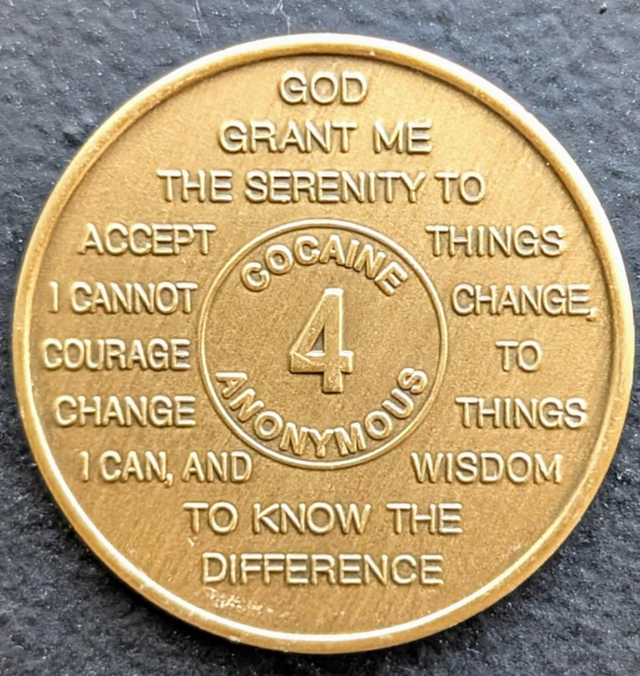 GOD
GRANT ME
THE SERENITY TO
ACCEPT THINGS
I CANNOT CHANGE,
COURAGE TO
CHANGE THINGS
I CAN, AND WISDOM
TO KNOW THE
DIFFERENCE
COCAINE
4
ANONYMOUS